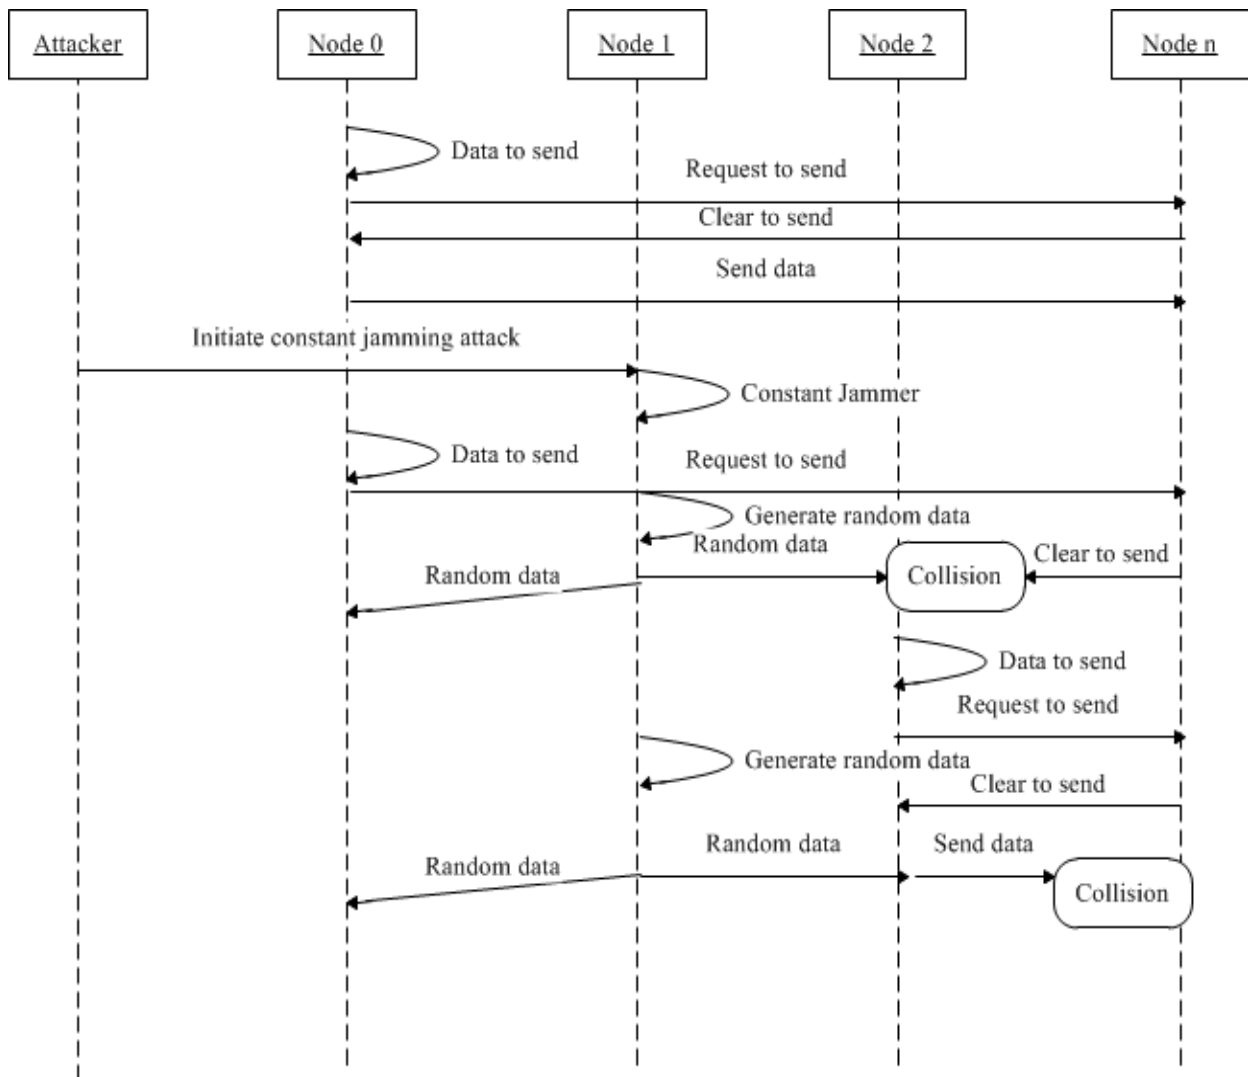 Attacker
Node 0
Node 1
Node 2
Node n
Data to send
Request to send
Clear to send
Send data
Initiate constant jamming attack
Constant Jammer
Data to send
Request to send
Generate random data
Random data
Clear to send
Random data
Collision
Data to send
Request to send
Generate random data
Clear to send
Random data
Send data
Random data
Collision